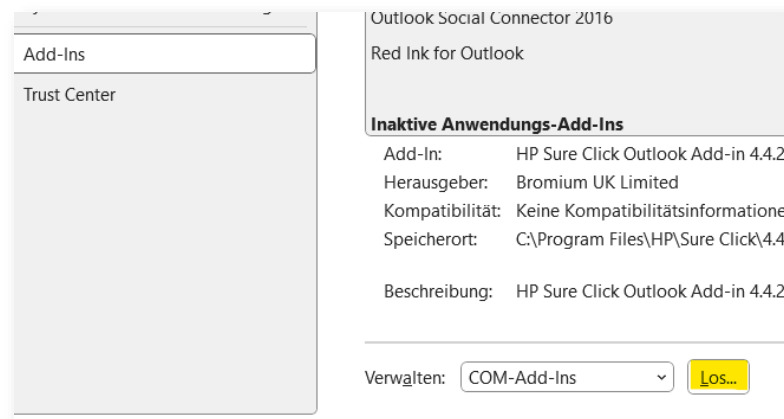 Add-Ins
Trust Center
Outlook Social Connector 2016
Red Ink for Outlook
Inaktive Anwendungs-Add-Ins
Add-In: HP Sure Click Outlook Add-in 4.4.2
Herausgeber: Bromium UK Limited
Kompatibilität: Keine Kompatibilitätsinformatione
Speicherort: C:\Program Files\HP\Sure Click\4.4
Beschreibung: HP Sure Click Outlook Add-in 4.4.2
Verwalten: COM-Add-Ins Los...